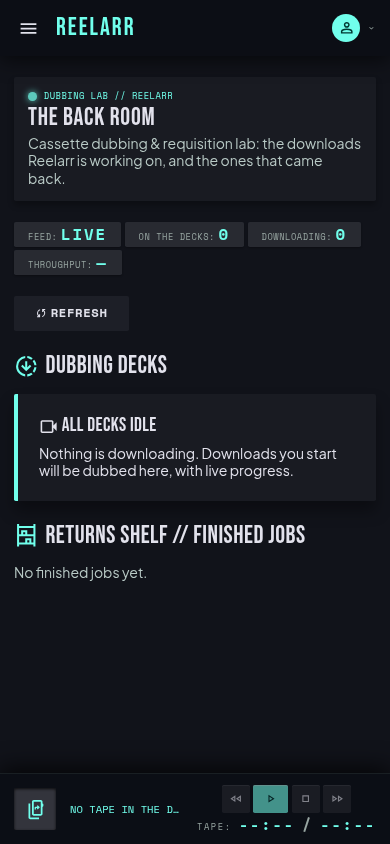 REELARR
DUBBING LAB // REELARR
THE BACK ROOM
Cassette dubbing & requisition lab: the downloads
Reelarr is working on, and the ones that came
back.
FEED: LIVE ON THE DECKS: 0 DOWNLOADING: 0
THROUGHPUT: —
REFRESH
DUBBING DECKS
ALL DECKS IDLE
Nothing is downloading. Downloads you start
will be dubbed here, with live progress.
RETURNS SHELF // FINISHED JOBS
No finished jobs yet.
NO TAPE IN THE D…
TAPE: --:-- / --:--